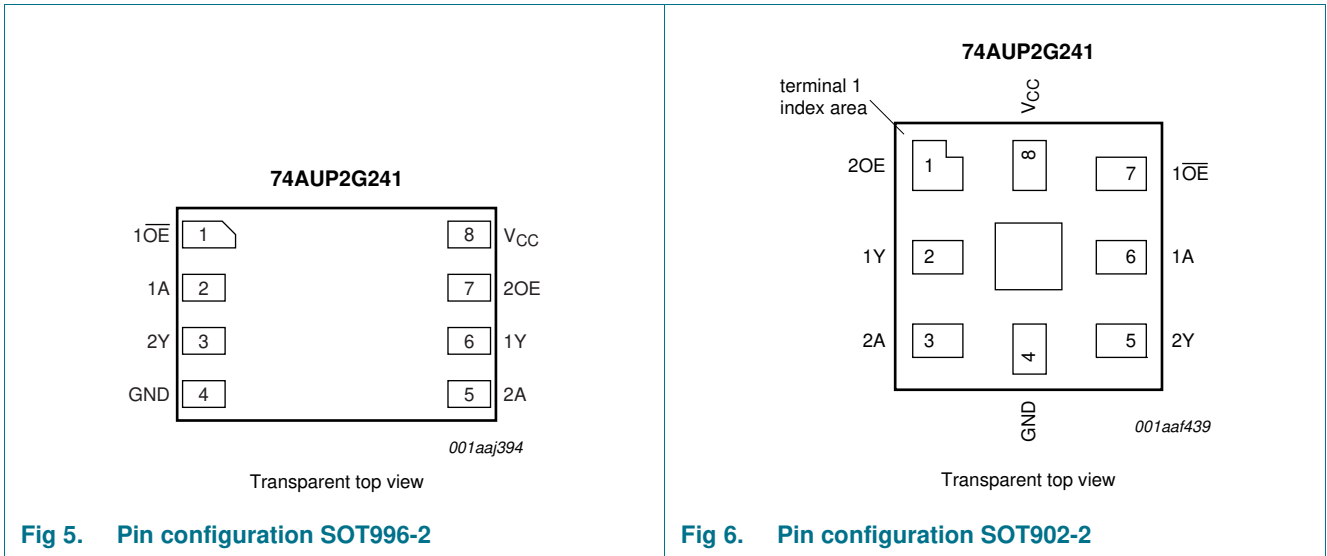 74AUP2G241
1O̅E̅ 1 8 VCC
1A 2 7 2OE
2Y 3 6 1Y
GND 4 5 2A
001aaj394
Transparent top view
Fig 5. Pin configuration SOT996-2
74AUP2G241
terminal 1
index area
VCC
2OE 1 8 7 1O̅E̅
1Y 2 6 1A
2A 3 4 5 2Y
GND
001aaf439
Transparent top view
Fig 6. Pin configuration SOT902-2